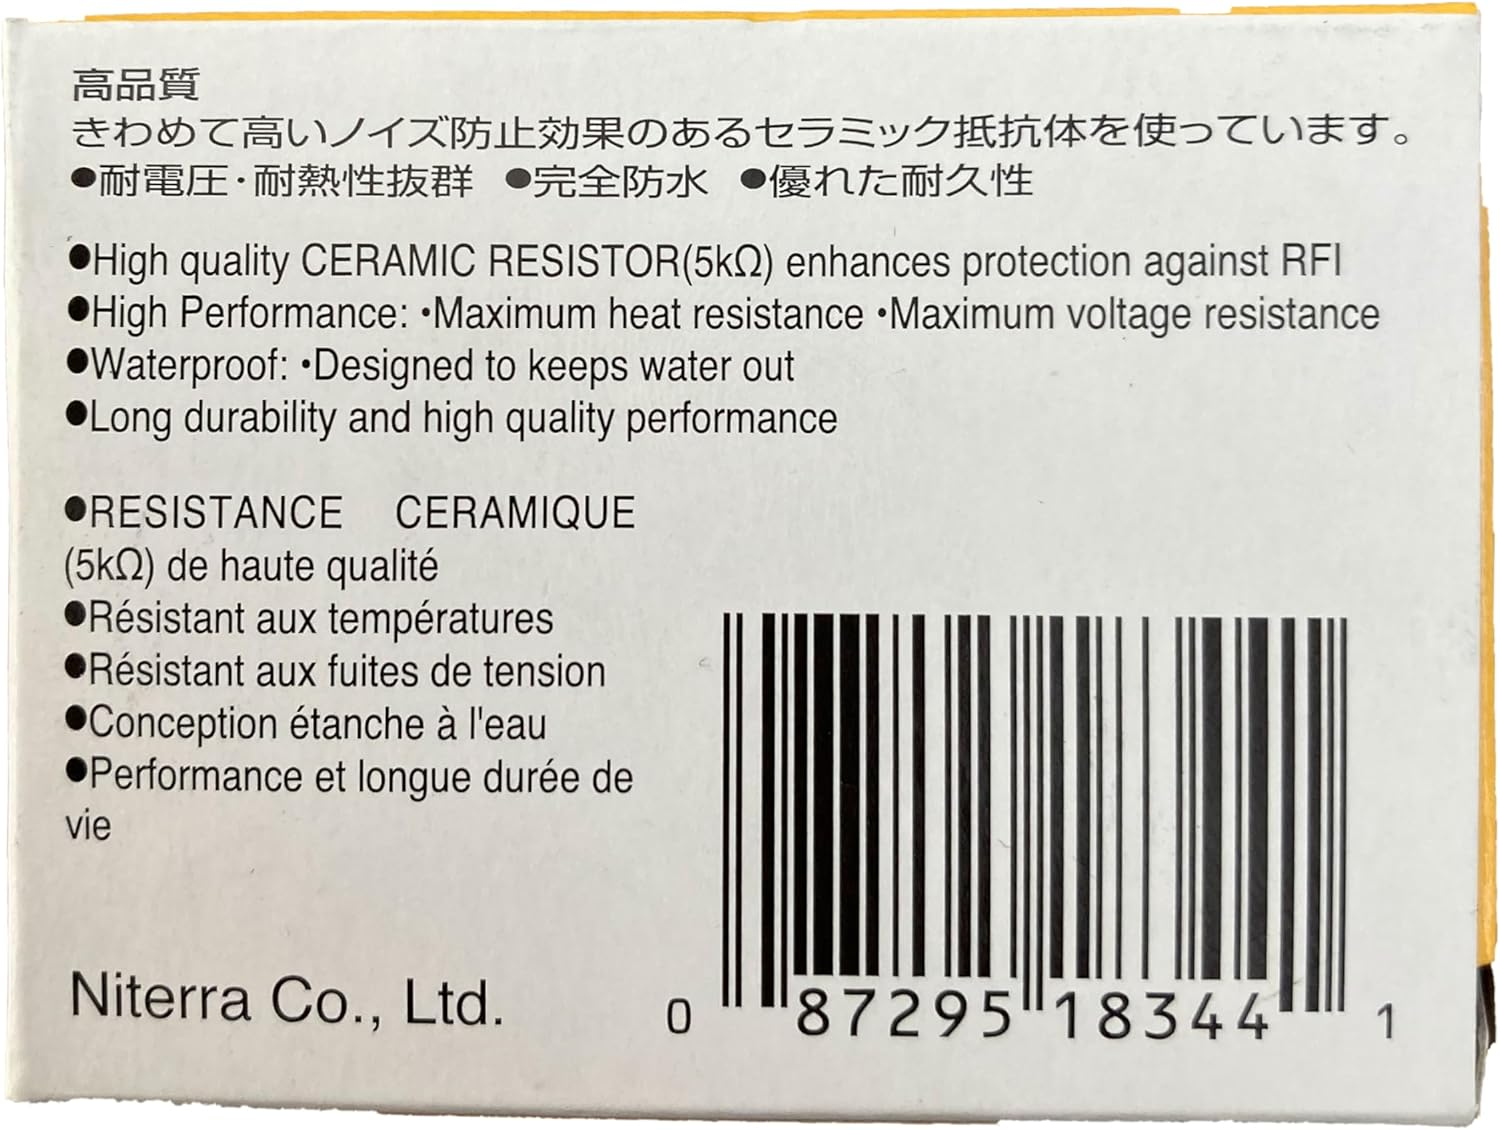 高品質
きわめて高いノイズ防止効果のあるセラミック抵抗体を使っています。
●耐電圧・耐熱性抜群 ●完全防水 ●優れた耐久性
●High quality CERAMIC RESISTOR(5kΩ) enhances protection against RFI
●High Performance: •Maximum heat resistance •Maximum voltage resistance
●Waterproof: •Designed to keeps water out
●Long durability and high quality performance
●RESISTANCE CERAMIQUE
(5kΩ) de haute qualité
●Résistant aux températures
●Résistant aux fuites de tension
●Conception étanche à l'eau
●Performance et longue durée de
vie
Niterra Co., Ltd.
0 87295 18344 1